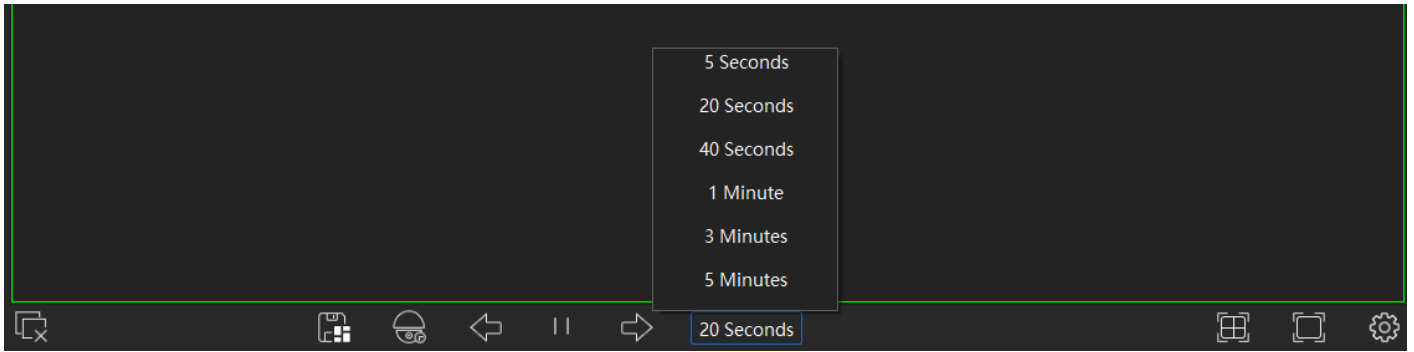 5 Seconds
20 Seconds
40 Seconds
1 Minute
3 Minutes
5 Minutes
20 Seconds